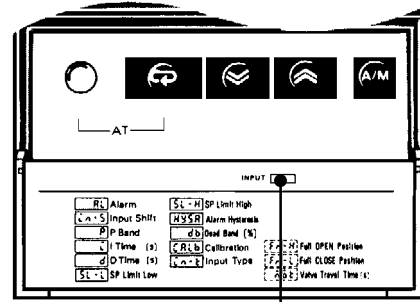 A/M
AT
INPUT
AL Alarm
in-S Input Shift
P P Band
i I Time (s)
d D Time (s)
SL-L SP Limit Low
SL-H SP Limit High
HYSA Alarm Hysteresis
db Dead Band (%)
CALb Calibration
in-t Input Type
Full OPEN Position
Full CLOSE Position
Valve Travel Time (s)